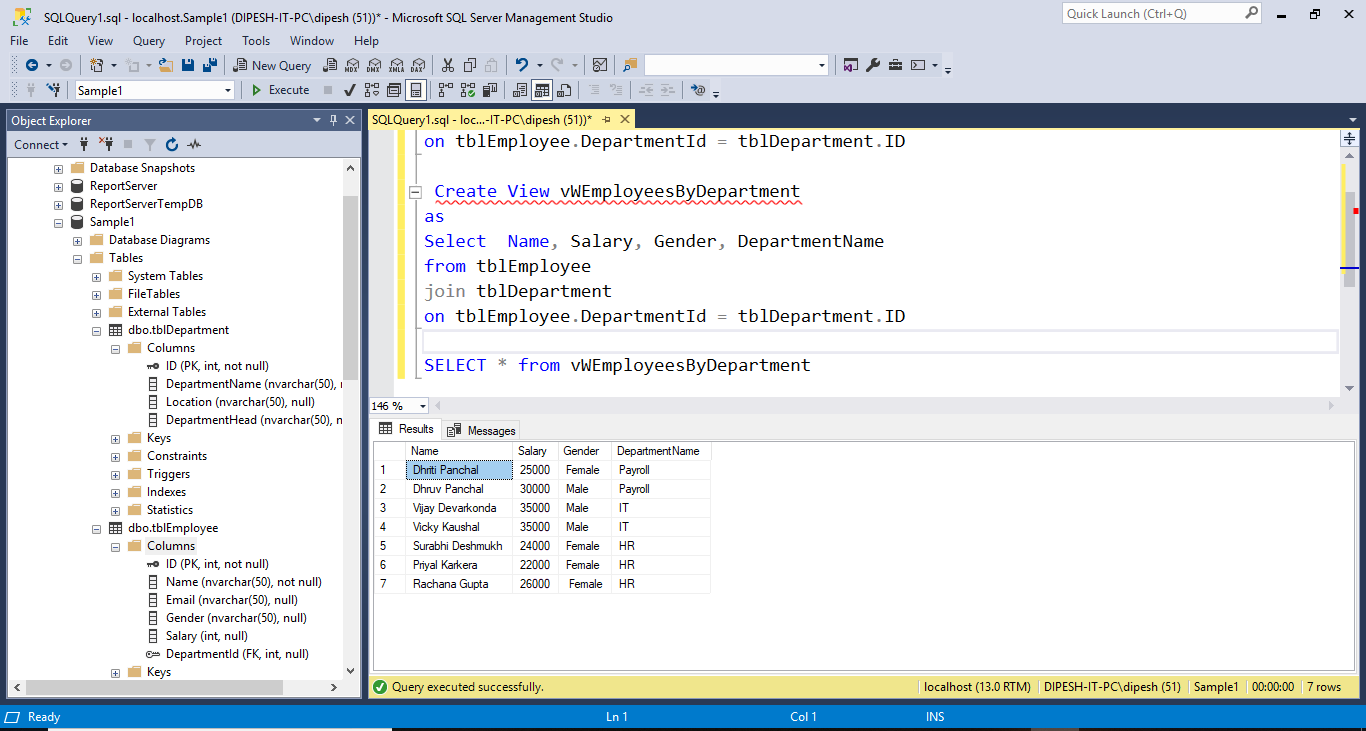 SQLQuery1.sql - localhost.Sample1 (DIPESH-IT-PC\dipesh (51))* - Microsoft SQL Server Management Studio
Quick Launch (Ctrl+Q)
File Edit View Query Project Tools Window Help
New Query MDX DMX XMLA DAX
Sample1 Execute
Object Explorer
Connect
Database Snapshots
ReportServer
ReportServerTempDB
Sample1
Database Diagrams
Tables
System Tables
FileTables
External Tables
dbo.tblDepartment
Columns
ID (PK, int, not null)
DepartmentName (nvarchar(50), 
Location (nvarchar(50), null)
DepartmentHead (nvarchar(50), n
Keys
Constraints
Triggers
Indexes
Statistics
dbo.tblEmployee
Columns
ID (PK, int, not null)
Name (nvarchar(50), not null)
Email (nvarchar(50), null)
Gender (nvarchar(50), null)
Salary (int, null)
DepartmentId (FK, int, null)
Keys
SQLQuery1.sql - loc...-IT-PC\dipesh (51))*
on tblEmployee.DepartmentId = tblDepartment.ID
Create View vWEmployeesByDepartment
as
Select  Name, Salary, Gender, DepartmentName
from tblEmployee
join tblDepartment
on tblEmployee.DepartmentId = tblDepartment.ID
SELECT * from vWEmployeesByDepartment
146 %
Results Messages
Name Salary Gender DepartmentName
1 Dhriti Panchal 25000 Female Payroll
2 Dhruv Panchal 30000 Male Payroll
3 Vijay Devarkonda 35000 Male IT
4 Vicky Kaushal 35000 Male IT
5 Surabhi Deshmukh 24000 Female HR
6 Priyal Karkera 22000 Female HR
7 Rachana Gupta 26000 Female HR
Query executed successfully. localhost (13.0 RTM) DIPESH-IT-PC\dipesh (51) Sample1 00:00:00 7 rows
Ready Ln 1 Col 1 INS